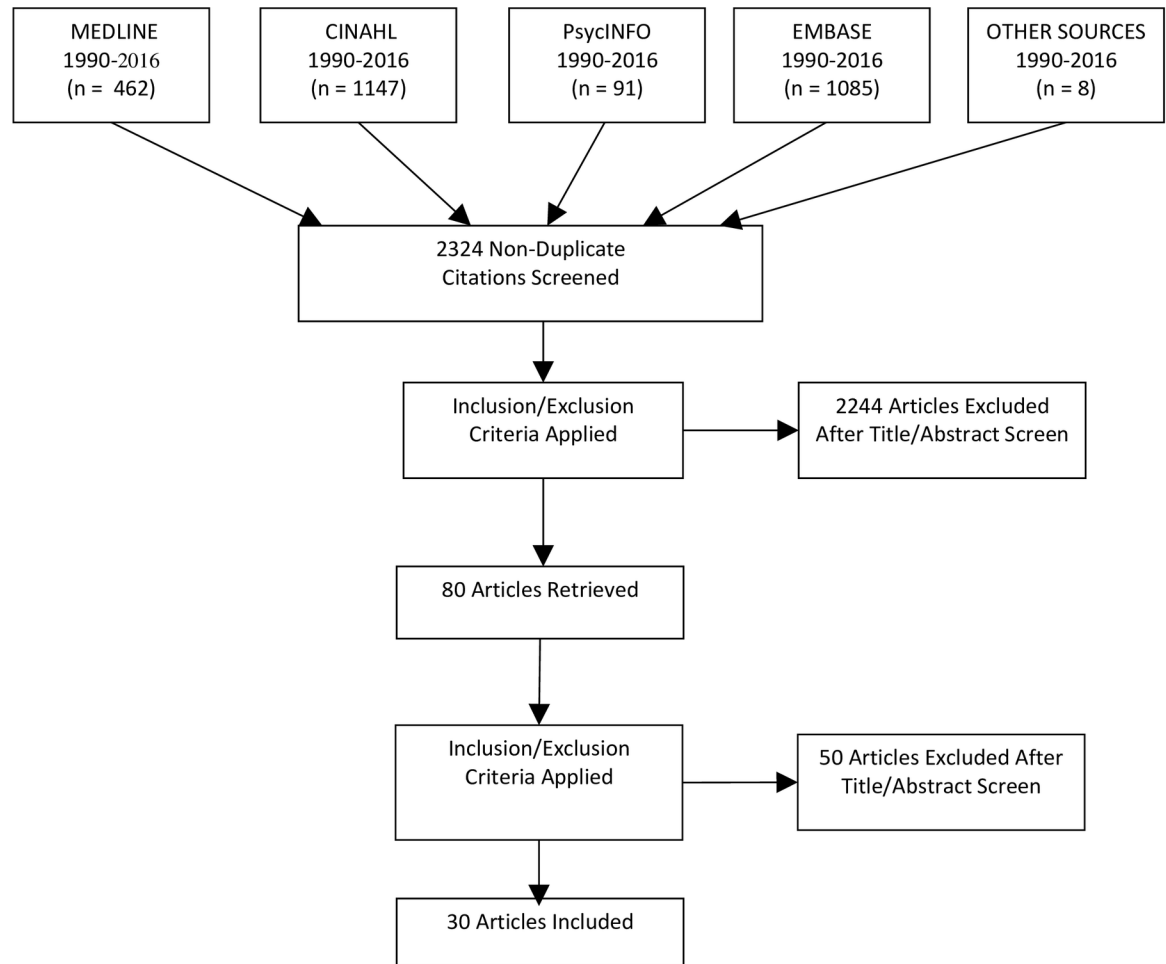 MEDLINE
1990-2016
(n =  462)
CINAHL
1990-2016
(n = 1147)
PsycINFO
1990-2016
(n = 91)
EMBASE
1990-2016
(n = 1085)
OTHER SOURCES
1990-2016
(n = 8)
2324 Non-Duplicate
Citations Screened
Inclusion/Exclusion
Criteria Applied
2244 Articles Excluded
After Title/Abstract Screen
80 Articles Retrieved
Inclusion/Exclusion
Criteria Applied
50 Articles Excluded After
Title/Abstract Screen
30 Articles Included